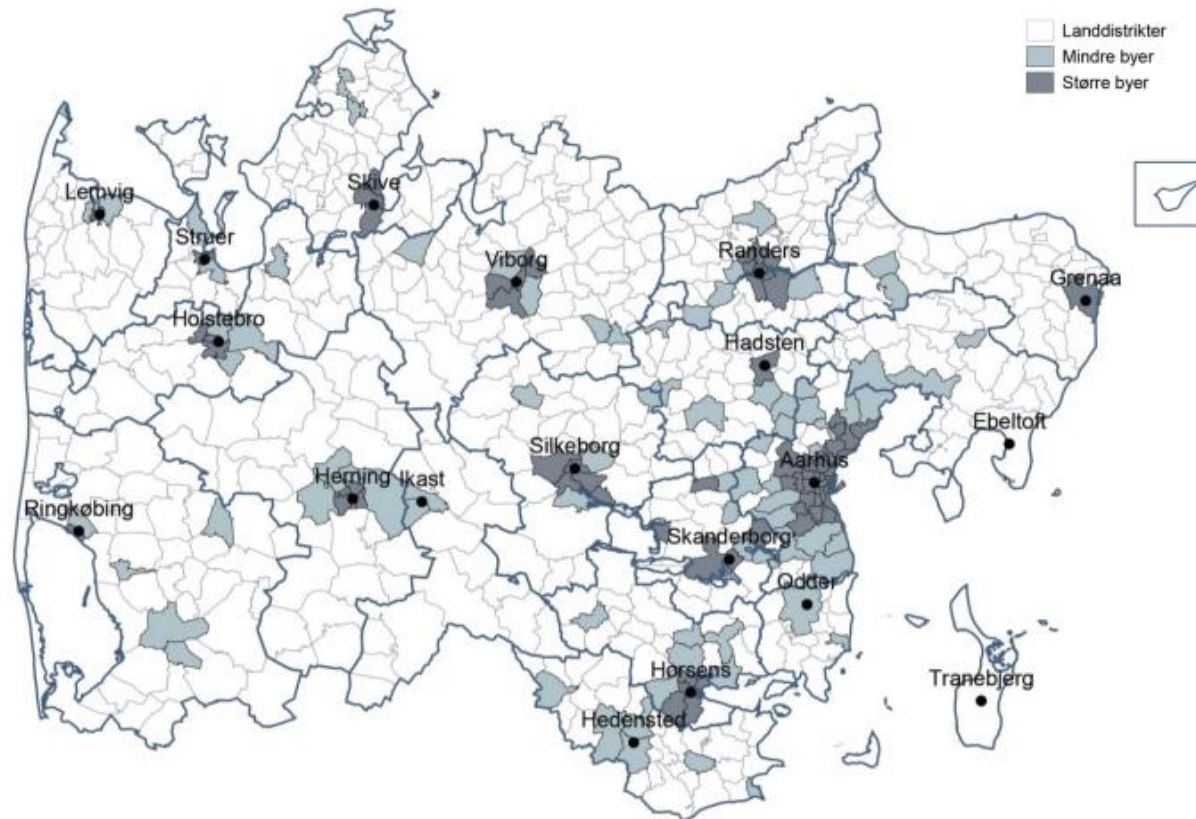 Landdistrikter
Mindre byer
Større byer
Skive
Lemvig
Struer
Randers
Viborg
Grenaa
Holstebro
Hadsten
Ebeltoft
Silkeborg
Aarhus
Herning
Ikast
Ringkøbing
Skanderborg
Odder
Horsens
Tranebjerg
Hedensted